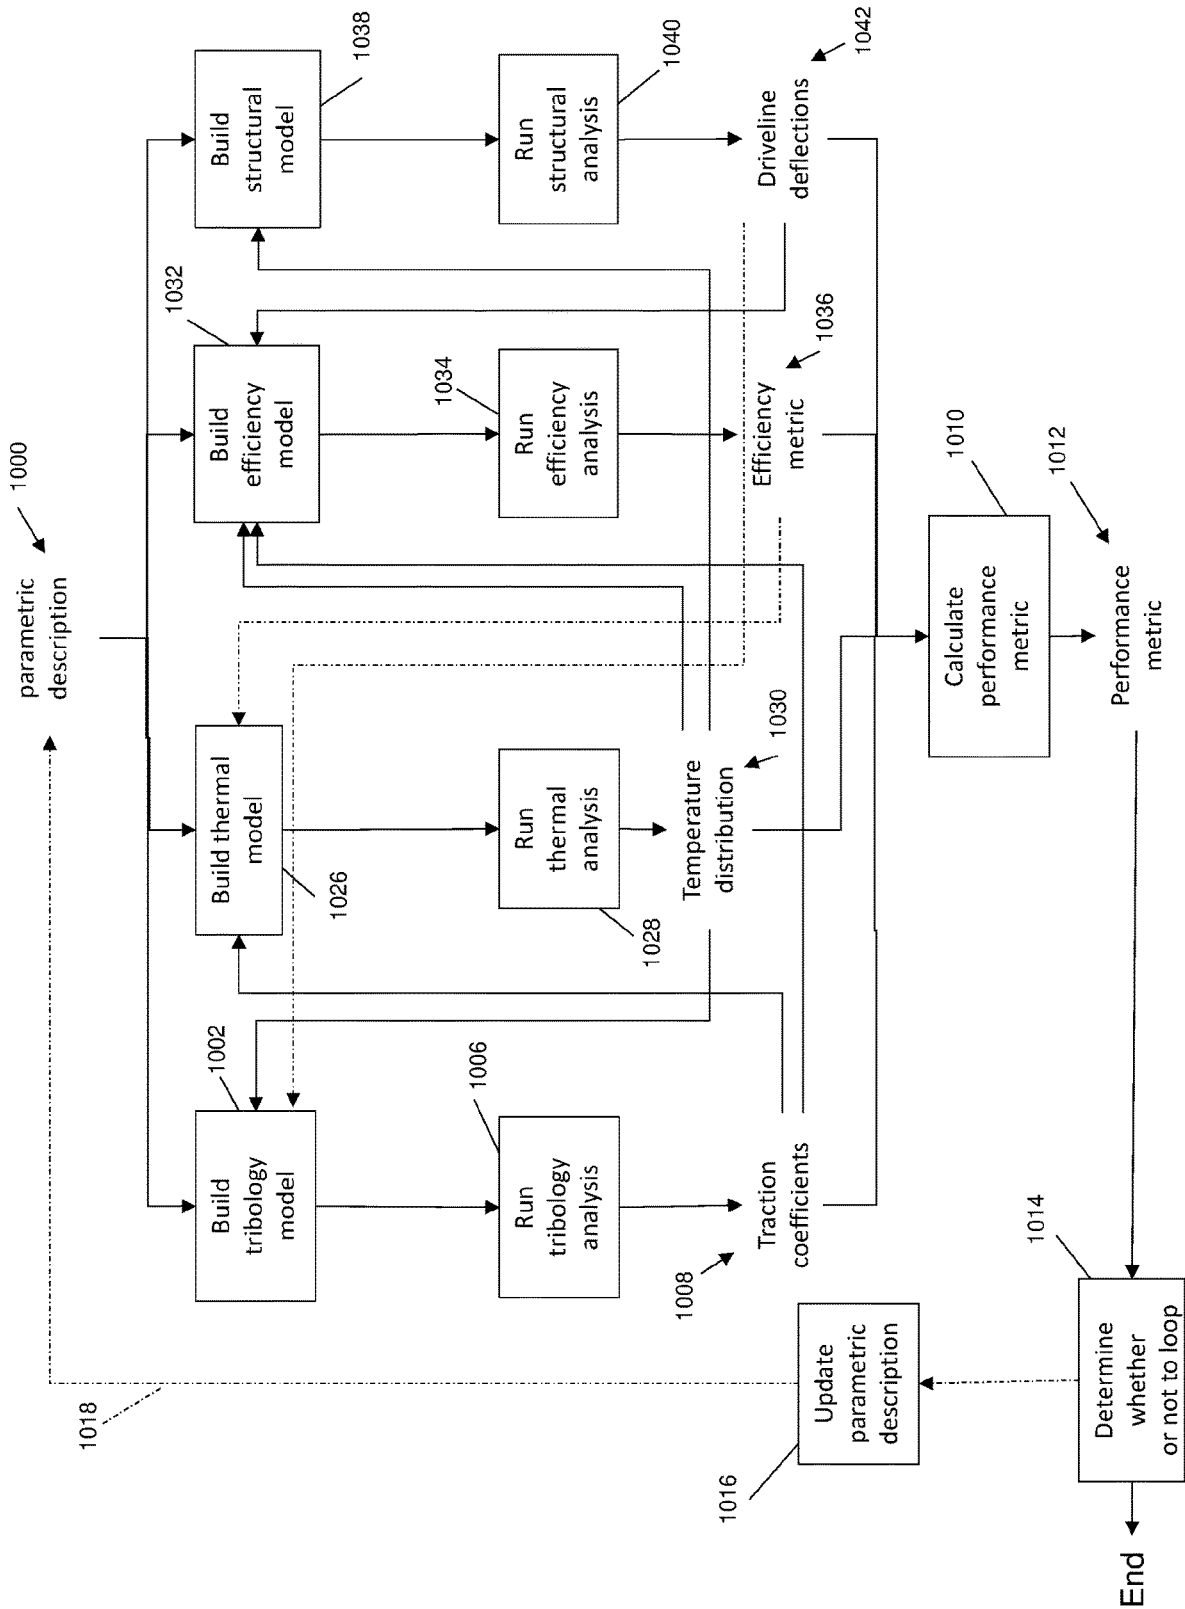 parametric
description
1000
Build
tribology
model
1002
Build thermal
model
1026
Build
efficiency
model
1032
Build
structural
model
1038
Run
tribology
analysis
1006
Run
thermal
analysis
1028
Run
efficiency
analysis
1034
Run
structural
analysis
1040
Traction
coefficients
1008
Temperature
distribution
1030
Efficiency
metric
1036
Driveline
deflections
1042
Calculate
performance
metric
1010
Performance
metric
1012
Determine
whether
or not to loop
1014
Update
parametric
description
1016
1018
End